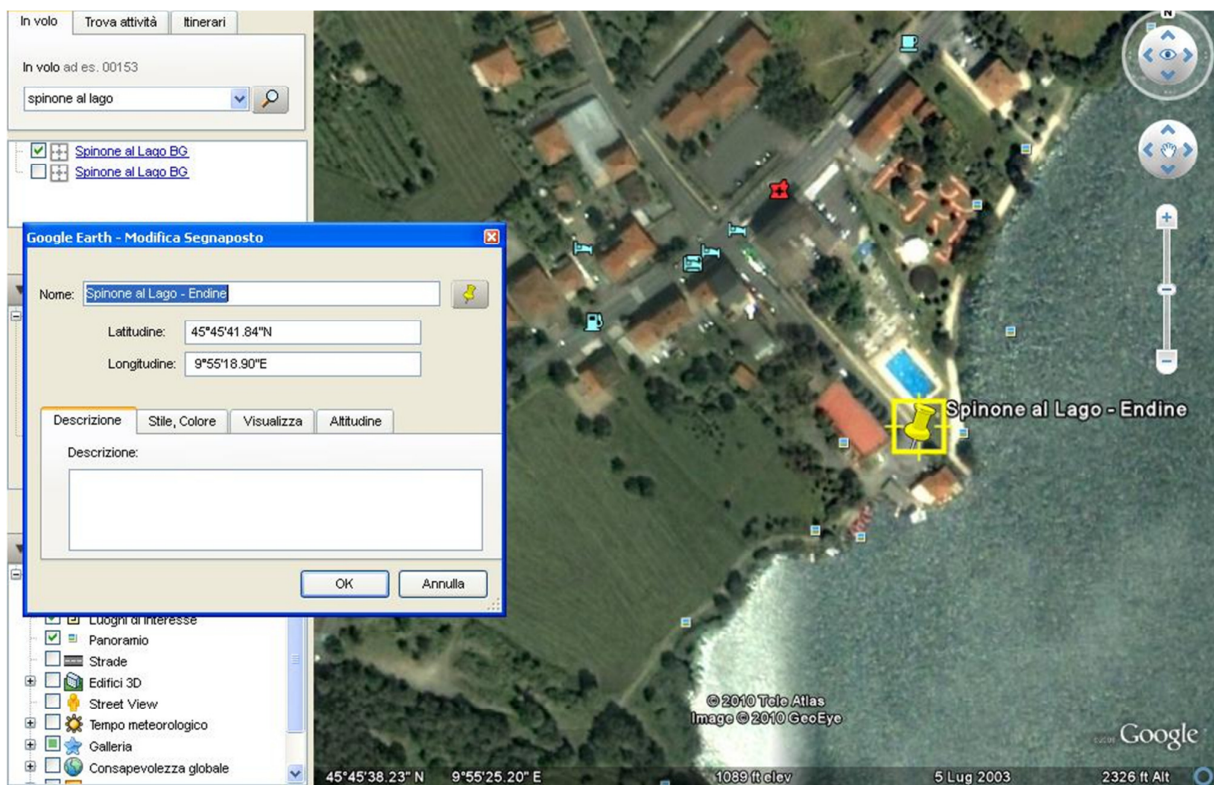 In volo
Trova attività
Itinerari
In volo ad es. 00153
spinone al lago
Spinone al Lago BG
Spinone al Lago BG
Google Earth - Modifica Segnaposto
Nome: Spinone al Lago - Endine
Latitudine: 45°45'41.84"N
Longitudine: 9°55'18.90"E
Descrizione
Stile, Colore
Visualizza
Altitudine
Descrizione:
OK
Annulla
Luoghi di interesse
Panoramio
Strade
Edifici 3D
Street View
Tempo meteorologico
Galleria
Consapevolezza globale
N
Spinone al Lago - Endine
© 2010 Tele Atlas
Image © 2010 GeoEye
Google
45°45'38.23" N 9°55'25.20" E 1089 ft elev 5 Lug 2003 2326 ft Alt